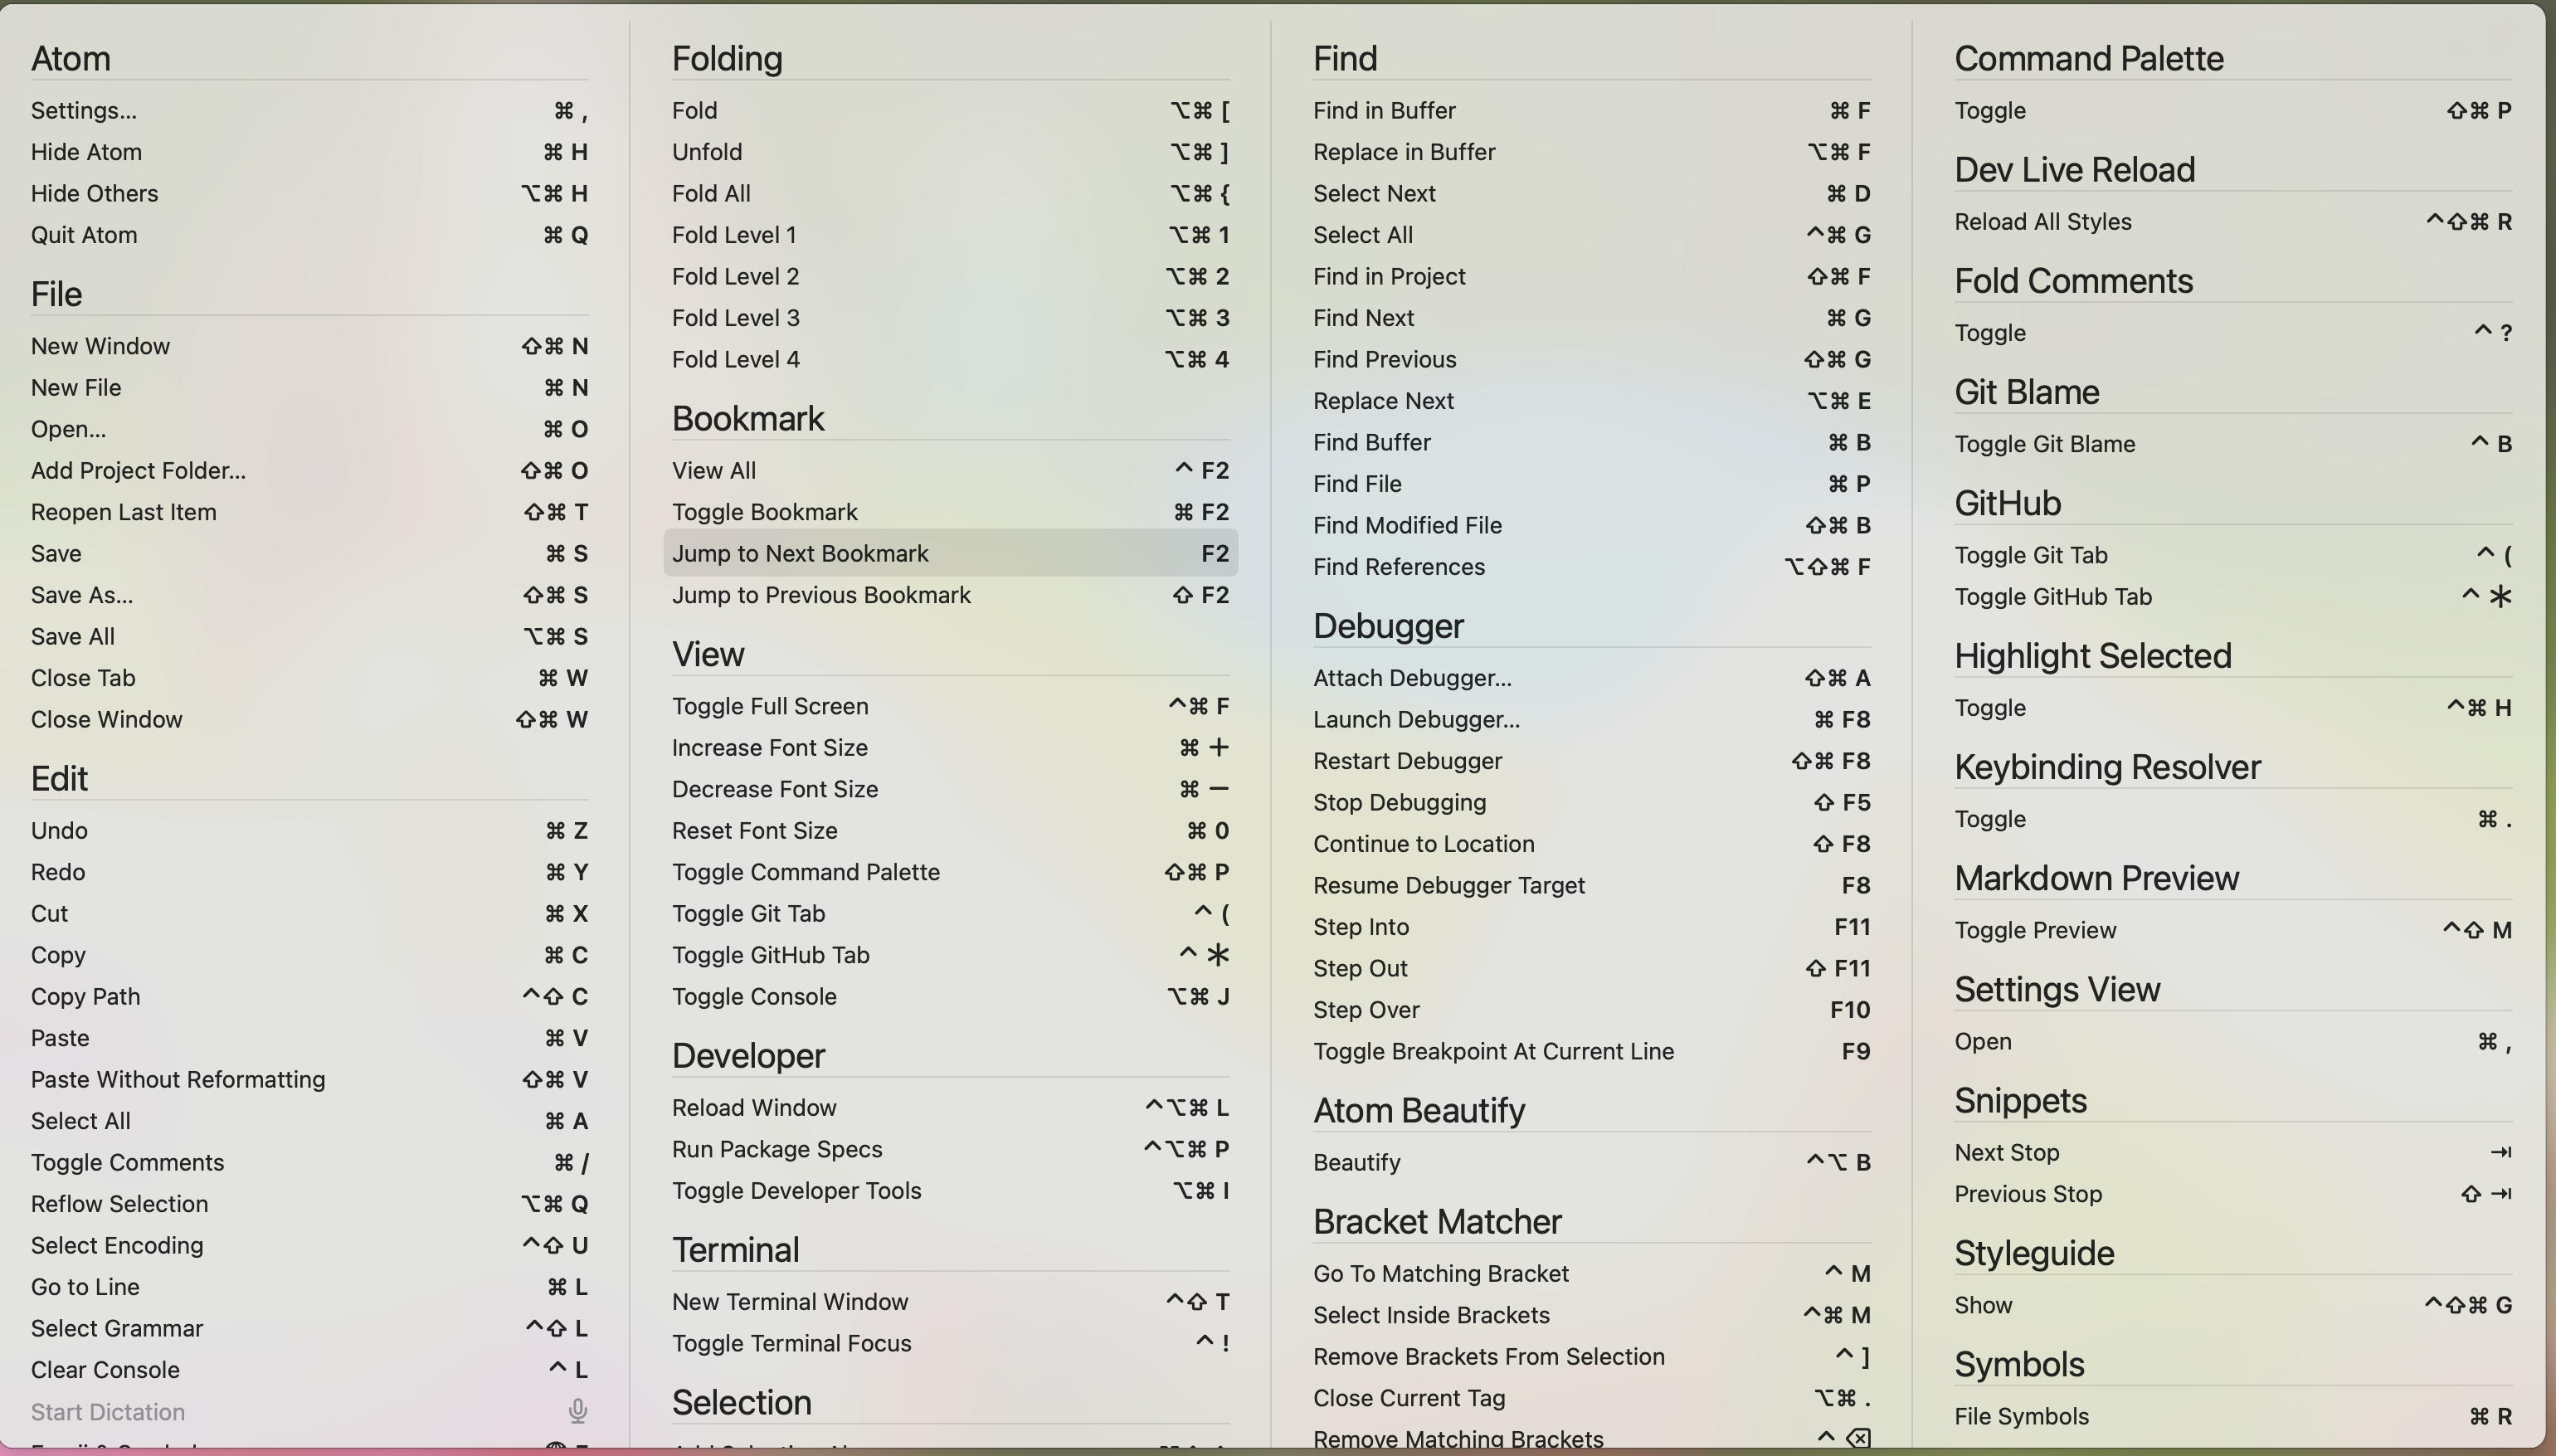 Atom
Settings... ⌘ ,
Hide Atom ⌘ H
Hide Others ⌥⌘ H
Quit Atom ⌘ Q
File
New Window ⇧⌘ N
New File ⌘ N
Open... ⌘ O
Add Project Folder... ⇧⌘ O
Reopen Last Item ⇧⌘ T
Save ⌘ S
Save As... ⇧⌘ S
Save All ⌥⌘ S
Close Tab ⌘ W
Close Window ⇧⌘ W
Edit
Undo ⌘ Z
Redo ⌘ Y
Cut ⌘ X
Copy ⌘ C
Copy Path ^⇧ C
Paste ⌘ V
Paste Without Reformatting ⇧⌘ V
Select All ⌘ A
Toggle Comments ⌘ /
Reflow Selection ⌥⌘ Q
Select Encoding ^⇧ U
Go to Line ⌘ L
Select Grammar ^⇧ L
Clear Console ^ L
Start Dictation
Folding
Fold ⌥⌘ [
Unfold ⌥⌘ ]
Fold All ⌥⌘ {
Fold Level 1 ⌥⌘ 1
Fold Level 2 ⌥⌘ 2
Fold Level 3 ⌥⌘ 3
Fold Level 4 ⌥⌘ 4
Bookmark
View All ^ F2
Toggle Bookmark ⌘ F2
Jump to Next Bookmark F2
Jump to Previous Bookmark ⇧ F2
View
Toggle Full Screen ^⌘ F
Increase Font Size ⌘ +
Decrease Font Size ⌘ −
Reset Font Size ⌘ 0
Toggle Command Palette ⇧⌘ P
Toggle Git Tab ^ (
Toggle GitHub Tab ^ *
Toggle Console ⌥⌘ J
Developer
Reload Window ^⌥⌘ L
Run Package Specs ^⌥⌘ P
Toggle Developer Tools ⌥⌘ I
Terminal
New Terminal Window ^⇧ T
Toggle Terminal Focus ^ !
Selection
Find
Find in Buffer ⌘ F
Replace in Buffer ⌥⌘ F
Select Next ⌘ D
Select All ^⌘ G
Find in Project ⇧⌘ F
Find Next ⌘ G
Find Previous ⇧⌘ G
Replace Next ⌥⌘ E
Find Buffer ⌘ B
Find File ⌘ P
Find Modified File ⇧⌘ B
Find References ⌥⇧⌘ F
Debugger
Attach Debugger... ⇧⌘ A
Launch Debugger... ⌘ F8
Restart Debugger ⇧⌘ F8
Stop Debugging ⇧ F5
Continue to Location ⇧ F8
Resume Debugger Target F8
Step Into F11
Step Out ⇧ F11
Step Over F10
Toggle Breakpoint At Current Line F9
Atom Beautify
Beautify ^⌥ B
Bracket Matcher
Go To Matching Bracket ^ M
Select Inside Brackets ^⌘ M
Remove Brackets From Selection ^ ]
Close Current Tag ⌥⌘ .
Remove Matching Brackets ^ ⌫
Command Palette
Toggle ⇧⌘ P
Dev Live Reload
Reload All Styles ^⇧⌘ R
Fold Comments
Toggle ^ ?
Git Blame
Toggle Git Blame ^ B
GitHub
Toggle Git Tab ^ (
Toggle GitHub Tab ^ *
Highlight Selected
Toggle ^⌘ H
Keybinding Resolver
Toggle ⌘ .
Markdown Preview
Toggle Preview ^⇧ M
Settings View
Open ⌘ ,
Snippets
Next Stop ⇥
Previous Stop ⇧ ⇥
Styleguide
Show ^⇧⌘ G
Symbols
File Symbols ⌘ R